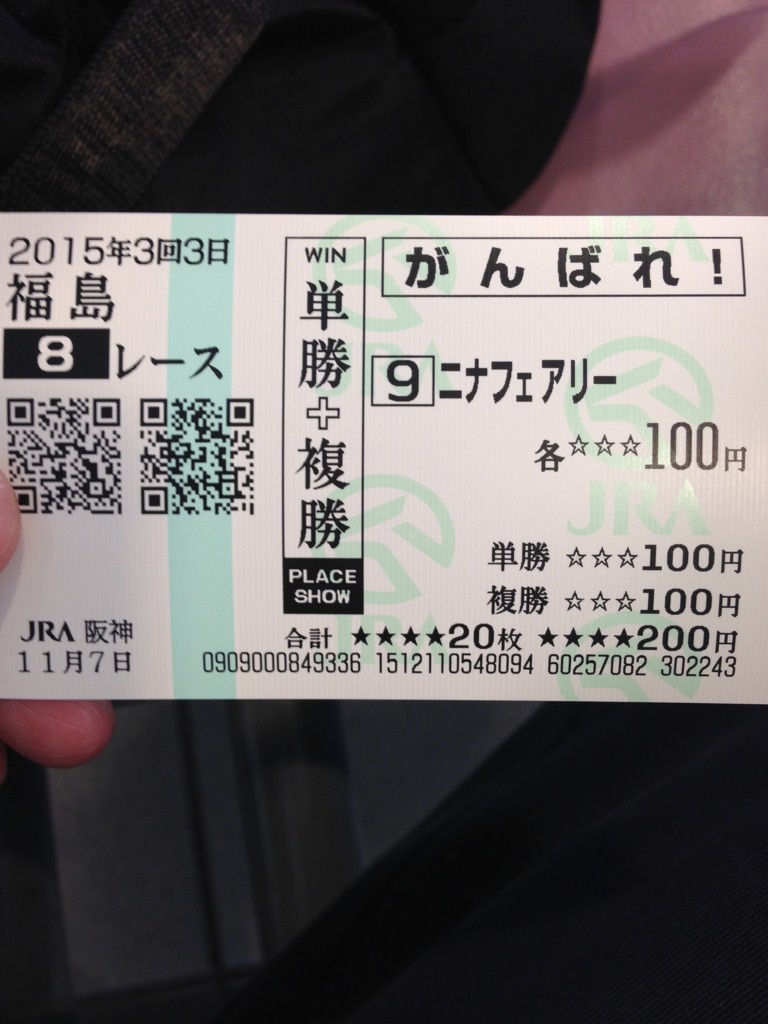 2015年3回3日
福島
8レース
WIN
単勝+複勝
PLACE
SHOW
がんばれ!
9ニナフェアリー
各☆☆☆100円
単勝 ☆☆☆100円
複勝 ☆☆☆100円
合計 ★★★★20枚 ★★★★200円
JRA 阪神
11月7日
0909000849336 1512110548094 60257082 302243
JRA